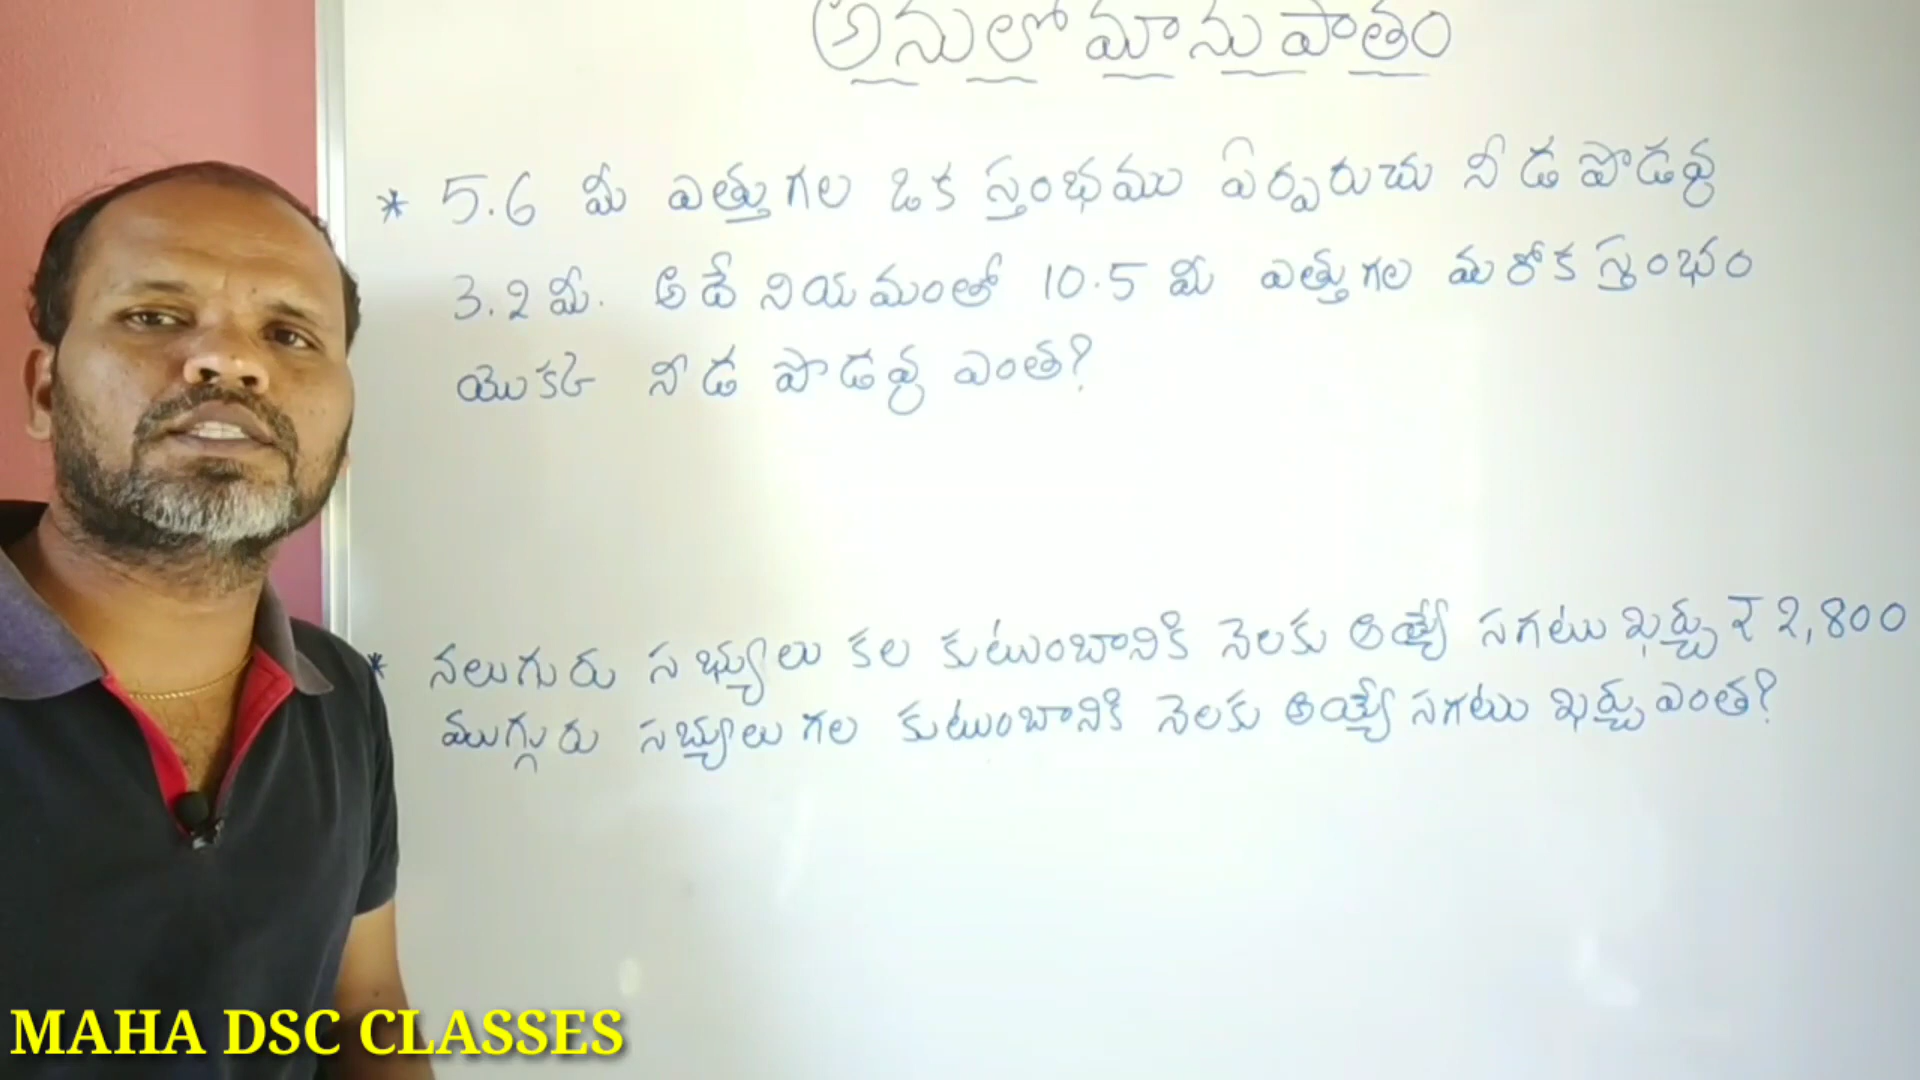 అనులోమానుపాతం
* 5.6 మీ ఎత్తుగల ఒక స్తంభము ఏర్పరుచు నీడ పొడవు
3.2 మీ. అదే నియమంతో 10.5 మీ ఎత్తుగల మరోక స్తంభం
యొక్క నీడ పొడవు ఎంత?
* నలుగురు సభ్యులు కల కుటుంబానికి నెలకు అయ్యే సగటు ఖర్చు ₹ 2,800
ముగ్గురు సభ్యులు గల కుటుంబానికి నెలకు అయ్యే సగటు ఖర్చు ఎంత?
MAHA DSC CLASSES